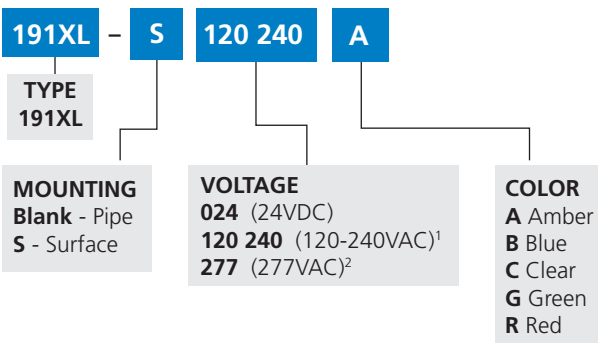 191XL – S 120 240 A
TYPE
191XL
MOUNTING
Blank - Pipe
S - Surface
VOLTAGE
024 (24VDC)
120 240 (120-240VAC)1
277 (277VAC)2
COLOR
A Amber
B Blue
C Clear
G Green
R Red